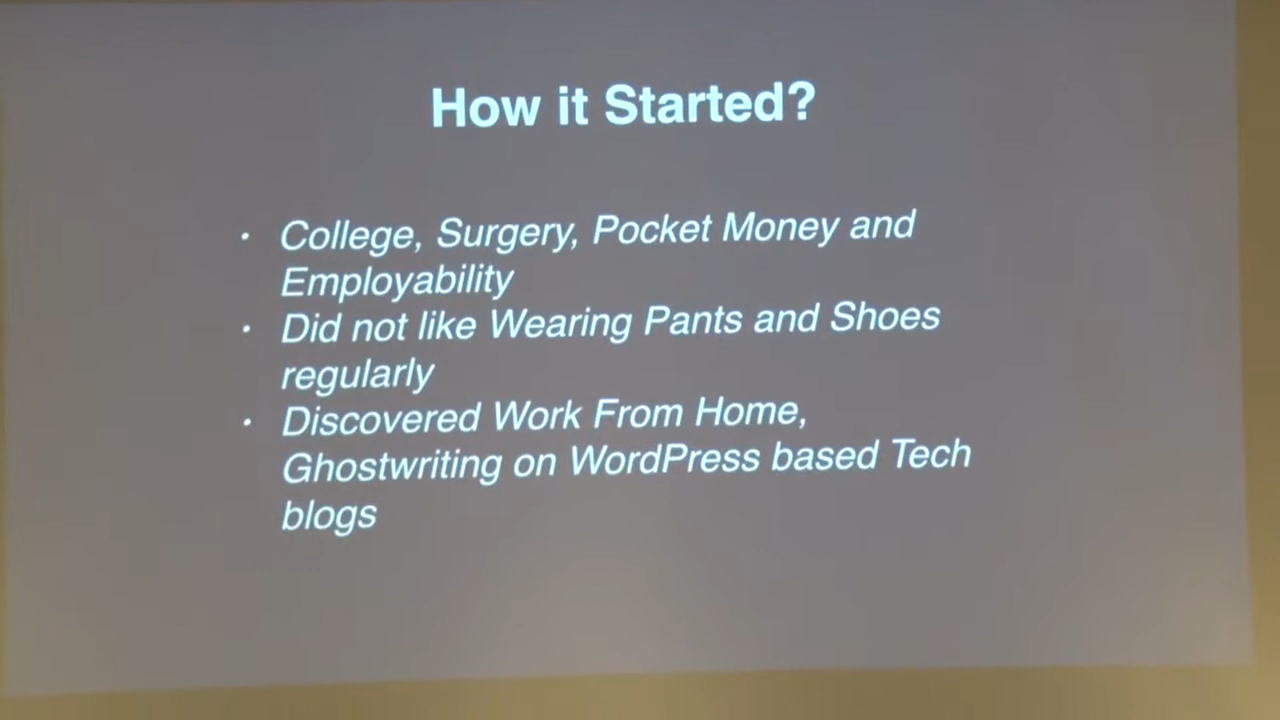 How it Started?
· College, Surgery, Pocket Money and
Employability
· Did not like Wearing Pants and Shoes
regularly
· Discovered Work From Home,
Ghostwriting on WordPress based Tech
blogs